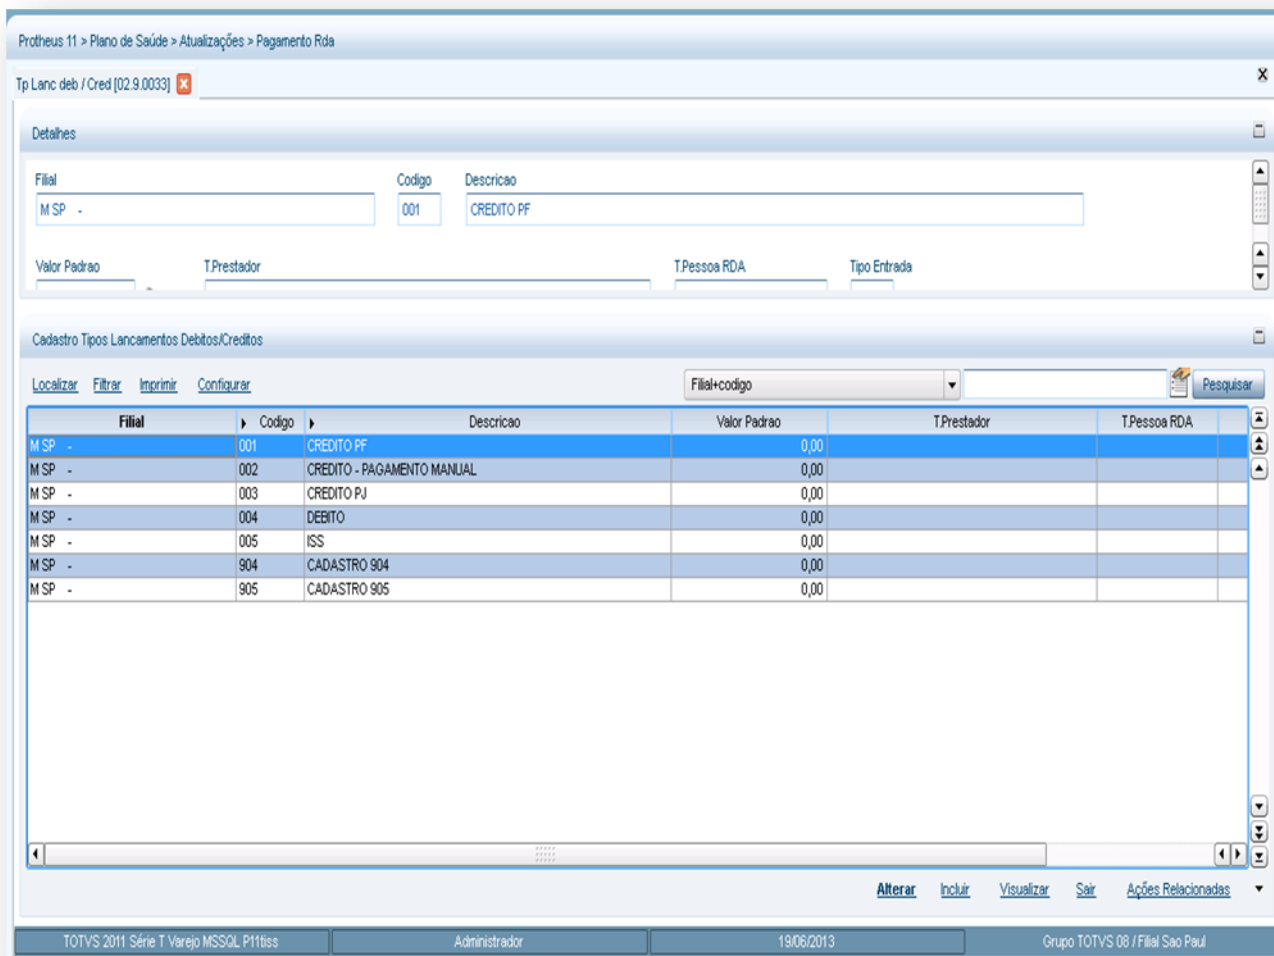 Protheus 11 > Plano de Saúde > Atualizações > Pagamento Rda
Tp Lanc deb / Cred [02.9.0033]
Detalhes
Filial Codigo Descricao
M SP - 001 CREDITO PF
Valor Padrao T.Prestador T.Pessoa RDA Tipo Entrada
Cadastro Tipos Lancamentos Debitos/Creditos
Localizar Filtrar Imprimir Configurar Filial+codigo Pesquisar
Filial Codigo Descricao Valor Padrao T.Prestador T.Pessoa RDA
M SP - 001 CREDITO PF 0,00
M SP - 002 CREDITO - PAGAMENTO MANUAL 0,00
M SP - 003 CREDITO PJ 0,00
M SP - 004 DEBITO 0,00
M SP - 005 ISS 0,00
M SP - 904 CADASTRO 904 0,00
M SP - 905 CADASTRO 905 0,00
Alterar Incluir Visualizar Sair Ações Relacionadas
TOTVS 2011 Série T Varejo MSSQL P11tiss Administrador 19/06/2013 Grupo TOTVS 08 / Filial Sao Paul